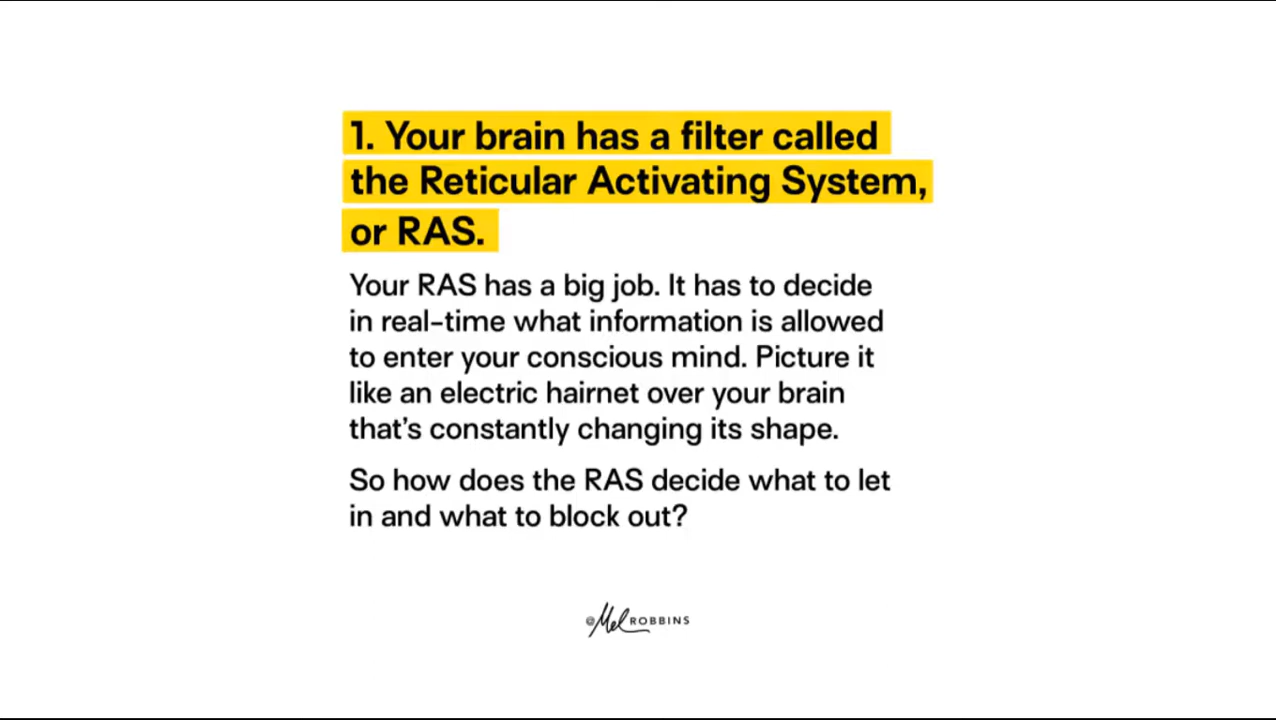 1. Your brain has a filter called
the Reticular Activating System,
or RAS.
Your RAS has a big job. It has to decide
in real-time what information is allowed
to enter your conscious mind. Picture it
like an electric hairnet over your brain
that’s constantly changing its shape.
So how does the RAS decide what to let
in and what to block out?
@Mel ROBBINS